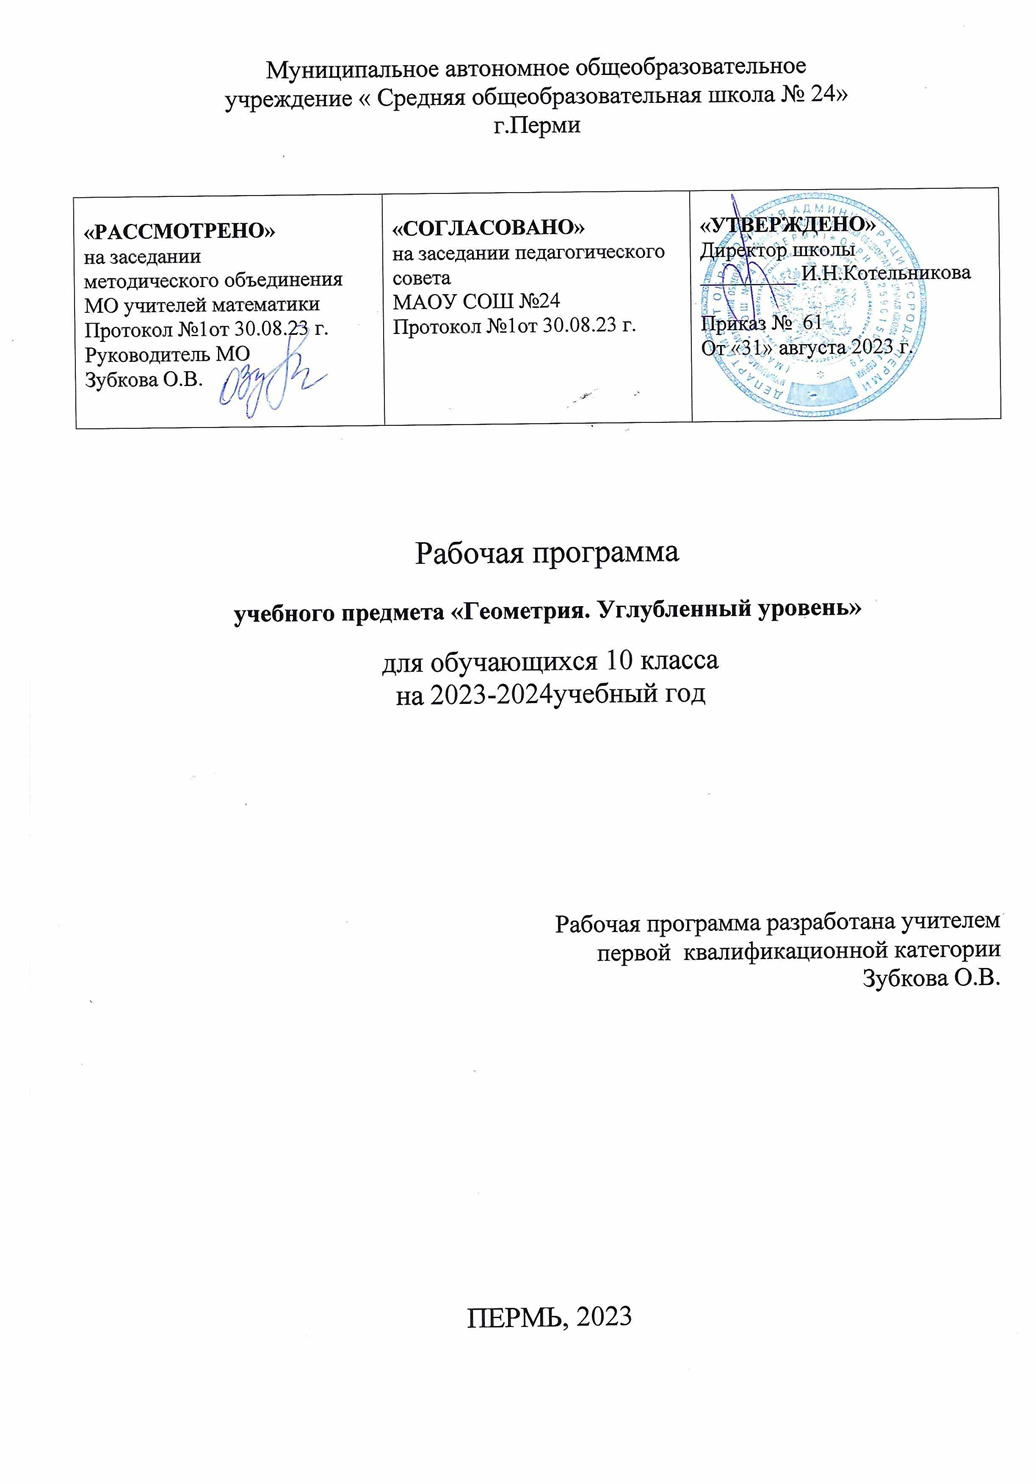 Муниципальное автономное общеобразовательное
учреждение « Средняя общеобразовательная школа № 24»
г.Перми
«РАССМОТРЕНО»
на заседании
методического объединения
МО учителей математики
Протокол №1от 30.08.23 г.
Руководитель МО
Зубкова О.В.
«СОГЛАСОВАНО»
на заседании педагогического
совета
МАОУ СОШ №24
Протокол №1от 30.08.23 г.
«УТВЕРЖДЕНО»
Директор школы
_________ И.Н.Котельникова
Приказ № 61
От «31» августа 2023 г.
Рабочая программа
учебного предмета «Геометрия. Углубленный уровень»
для обучающихся 10 класса
на 2023-2024учебный год
Рабочая программа разработана учителем
первой квалификационной категории
Зубкова О.В.
ПЕРМЬ, 2023